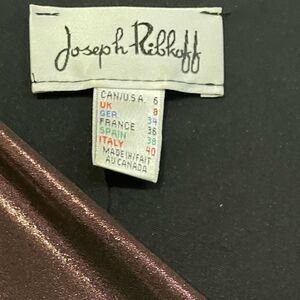 Joseph Ribkoff
CAN/U.S.A. 6
UK 8
GER. 34
FRANCE 36
SPAIN 38
ITALY 40
MADE IN/FAIT
AU CANADA